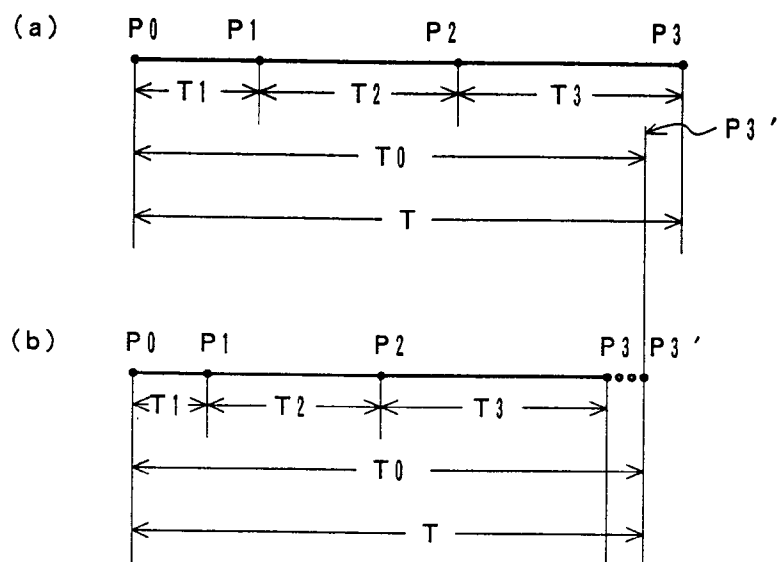 (a)
P0 P1 P2 P3
T1 T2 T3
P3'
T0
T
(b)
P0 P1 P2 P3 P3'
T1 T2 T3
T0
T